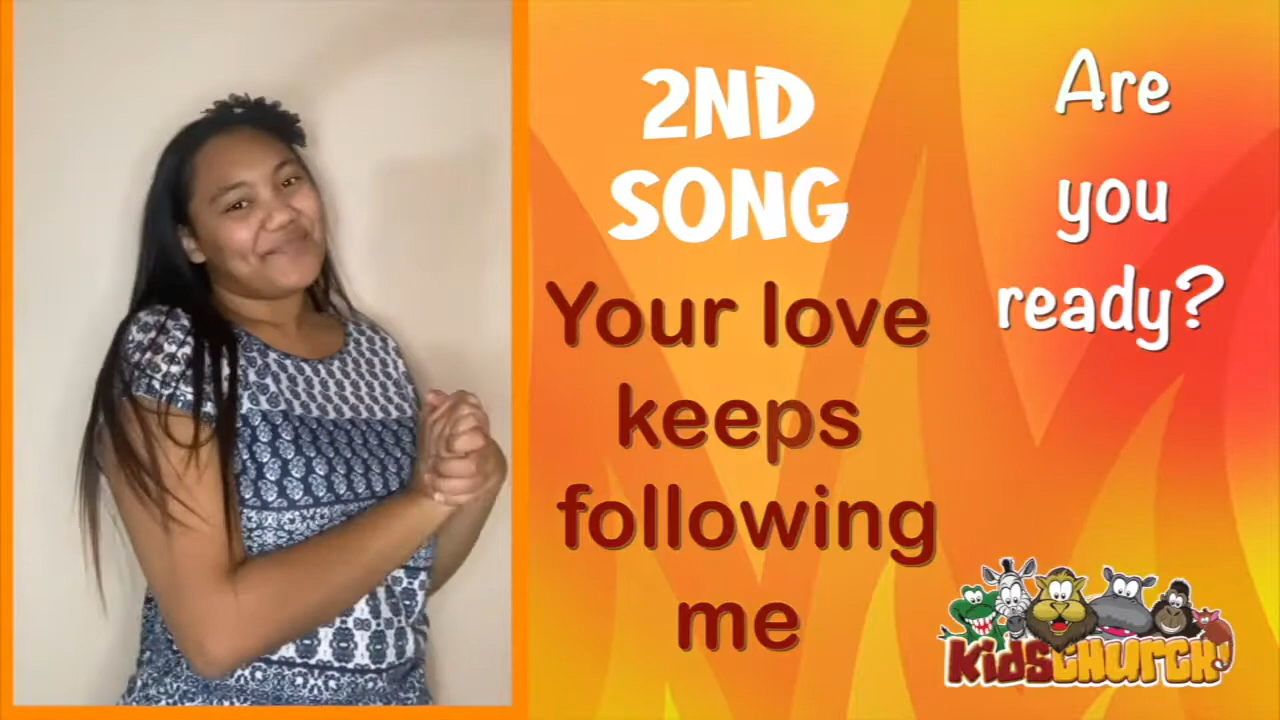 2ND
SONG
Your love
keeps
following
me
Are
you
ready?
KidsCHURCH